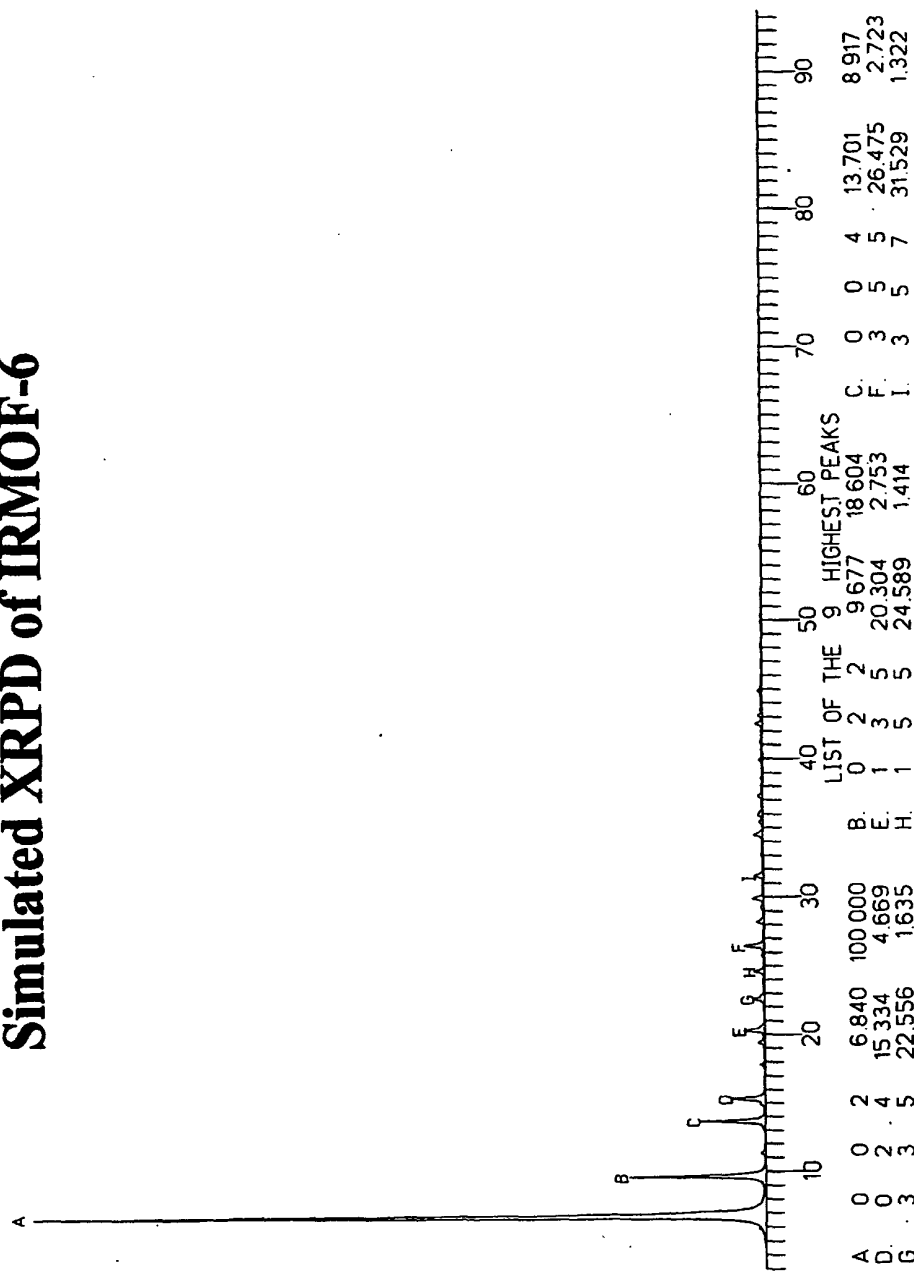 Simulated XRPD of IRMOF-6
A
B
C
D
E
G
H
F
I
10 20 30 40 50 60 70 80 90
LIST OF THE 9 HIGHEST PEAKS
A 0 0 2 6.840 100 000 B. 0 2 2 9 677 18 604 C. 0 0 4 13.701 8 917
D. 0 2 4 15 334 4.669 E. 1 3 5 20.304 2.753 F. 3 5 5 26.475 2.723
G 3 3 5 22.556 1.635 H. 1 5 5 24.589 1.414 I. 3 5 7 31.529 1.322